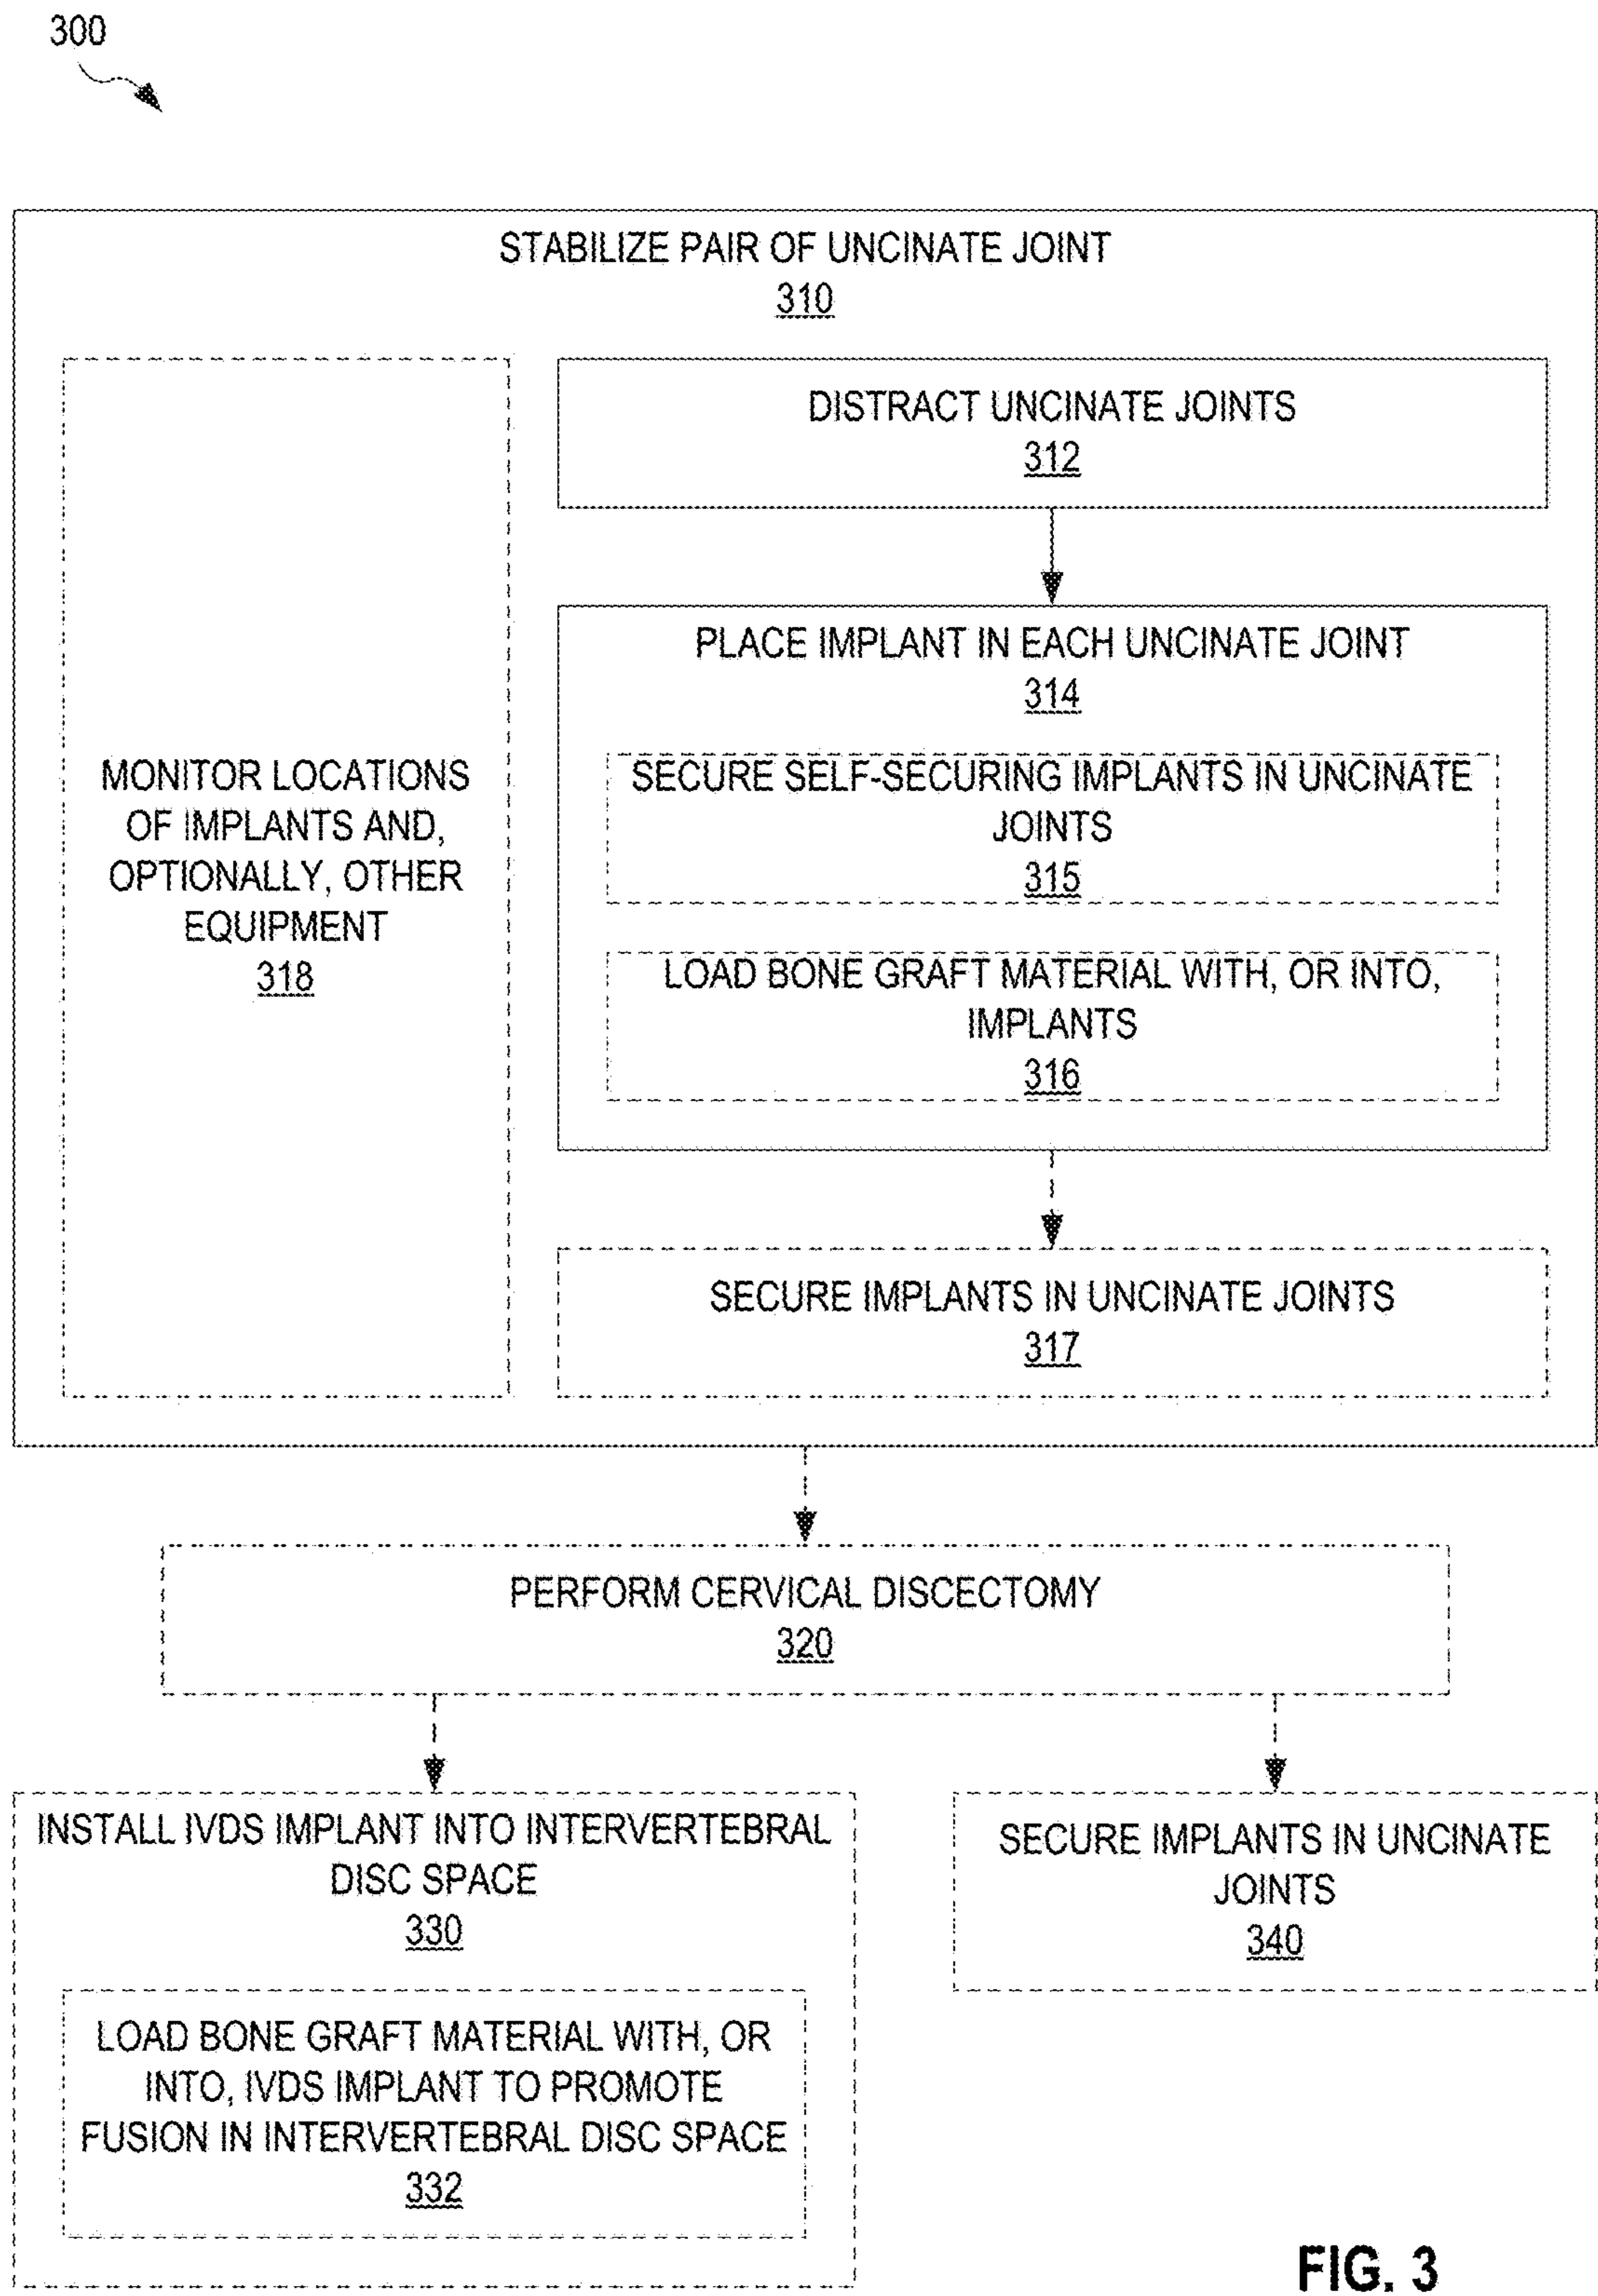 300
STABILIZE PAIR OF UNCINATE JOINT
310
DISTRACT UNCINATE JOINTS
312
PLACE IMPLANT IN EACH UNCINATE JOINT
314
SECURE SELF-SECURING IMPLANTS IN UNCINATE
JOINTS
315
LOAD BONE GRAFT MATERIAL WITH, OR INTO,
IMPLANTS
316
MONITOR LOCATIONS
OF IMPLANTS AND,
OPTIONALLY, OTHER
EQUIPMENT
318
SECURE IMPLANTS IN UNCINATE JOINTS
317
PERFORM CERVICAL DISCECTOMY
320
INSTALL IVDS IMPLANT INTO INTERVERTEBRAL
DISC SPACE
330
LOAD BONE GRAFT MATERIAL WITH, OR
INTO, IVDS IMPLANT TO PROMOTE
FUSION IN INTERVERTEBRAL DISC SPACE
332
SECURE IMPLANTS IN UNCINATE
JOINTS
340
FIG. 3